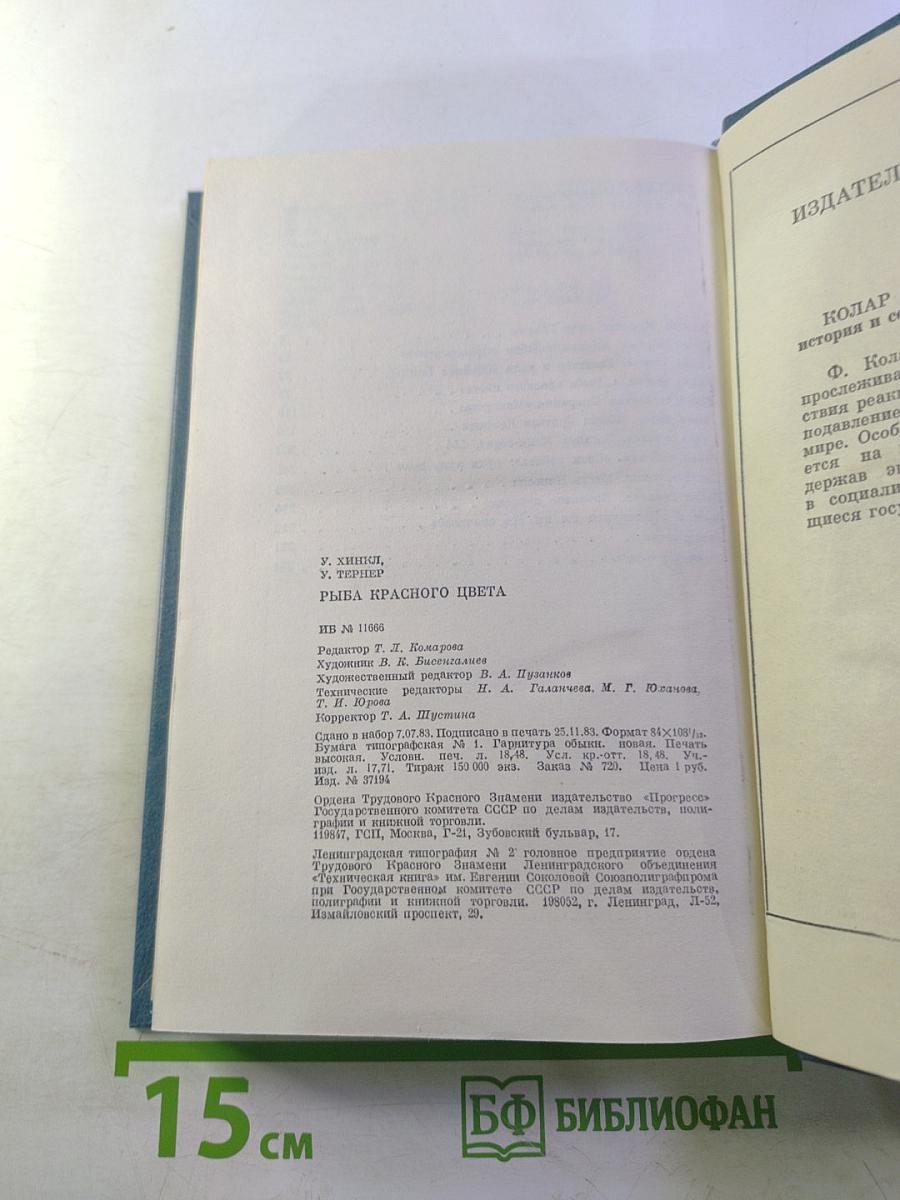 У. ХИНКЛ,
У. ТЕРНЕР
РЫБА КРАСНОГО ЦВЕТА
ИБ № 11666
Редактор Т. Л. Комарова
Художник В. К. Бисенгалиев
Художественный редактор В. А. Пузанков
Технические редакторы Н. А. Галанчева, М. Г. Юханова,
Т. И. Юрова
Корректор Т. А. Шустина
Сдано в набор 7.07.83. Подписано в печать 25.11.83. Формат 84×108¹/₃₂.
Бумага типографская № 1. Гарнитура обыкн. новая. Печать
высокая. Условн. печ. л. 18,48. Усл. кр.-отт. 18,48. Уч.-
изд. л. 17,71. Тираж 150 000 экз. Заказ № 720. Цена 1 руб.
Изд. № 37194
Ордена Трудового Красного Знамени издательство «Прогресс»
Государственного комитета СССР по делам издательств, поли-
графии и книжной торговли.
119847, ГСП, Москва, Г-21, Зубовский бульвар, 17.
Ленинградская типография № 2 головное предприятие ордена
Трудового Красного Знамени Ленинградского объединения
«Техническая книга» им. Евгении Соколовой Союзполиграфпрома
при Государственном комитете СССР по делам издательств,
полиграфии и книжной торговли. 198052, г. Ленинград, Л-52,
Измайловский проспект, 29.
ИЗДАТЕЛ
КОЛАР
история и со
Ф. Кола
прослежива
ствия реакц
подавление
мире. Особ
ется на
держав эк
в социали
щиеся госу
15 см
БФ БИБЛИОФАН